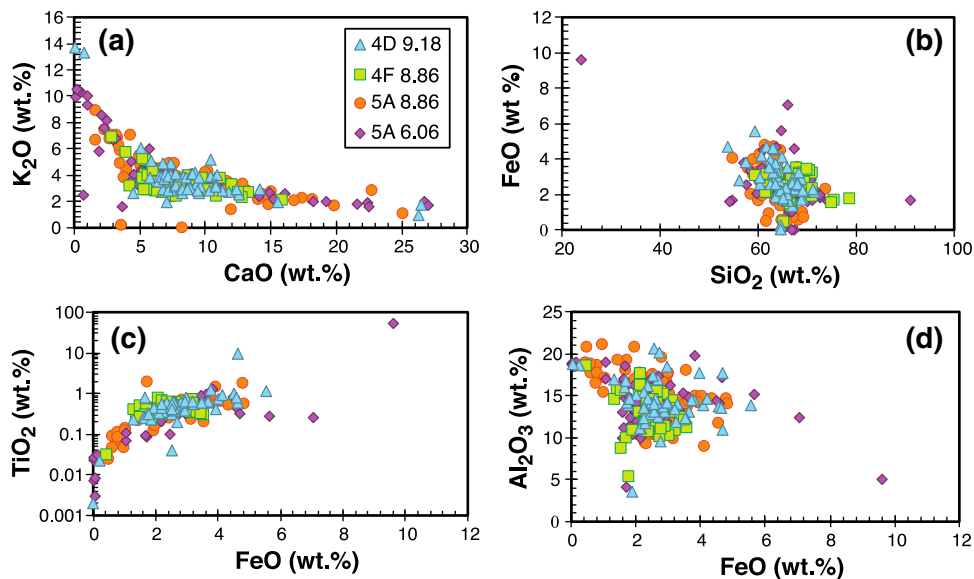 (a)
16
14
12
10
8
6
4
2
0
K₂O (wt.%)
0 5 10 15 20 25 30
CaO (wt.%)
4D 9.18
4F 8.86
5A 8.86
5A 6.06
(b)
12
10
8
6
4
2
0
FeO (wt %)
20 40 60 80 100
SiO₂ (wt.%)
(c)
100
10
1
0.1
0.01
0.001
TiO₂ (wt.%)
0 2 4 6 8 10 12
FeO (wt.%)
(d)
25
20
15
10
5
0
Al₂O₃ (wt.%)
0 2 4 6 8 10 12
FeO (wt.%)